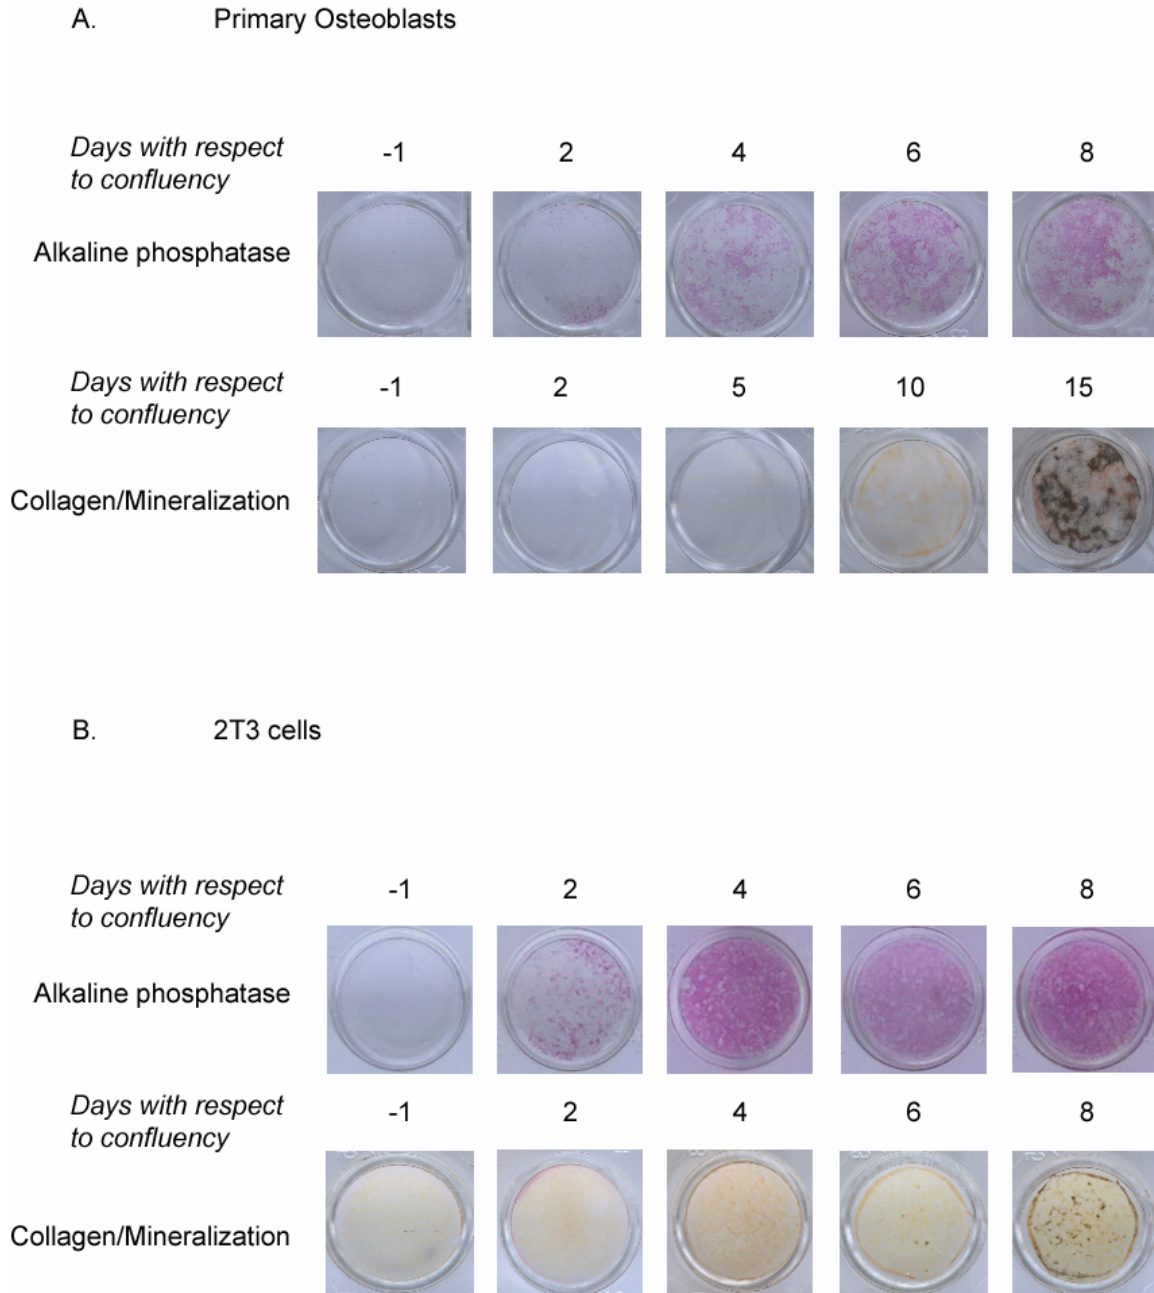 A. Primary Osteoblasts
Days with respect
to confluency
-1 2 4 6 8
Alkaline phosphatase
Days with respect
to confluency
-1 2 5 10 15
Collagen/Mineralization
B. 2T3 cells
Days with respect
to confluency
-1 2 4 6 8
Alkaline phosphatase
Days with respect
to confluency
-1 2 4 6 8
Collagen/Mineralization